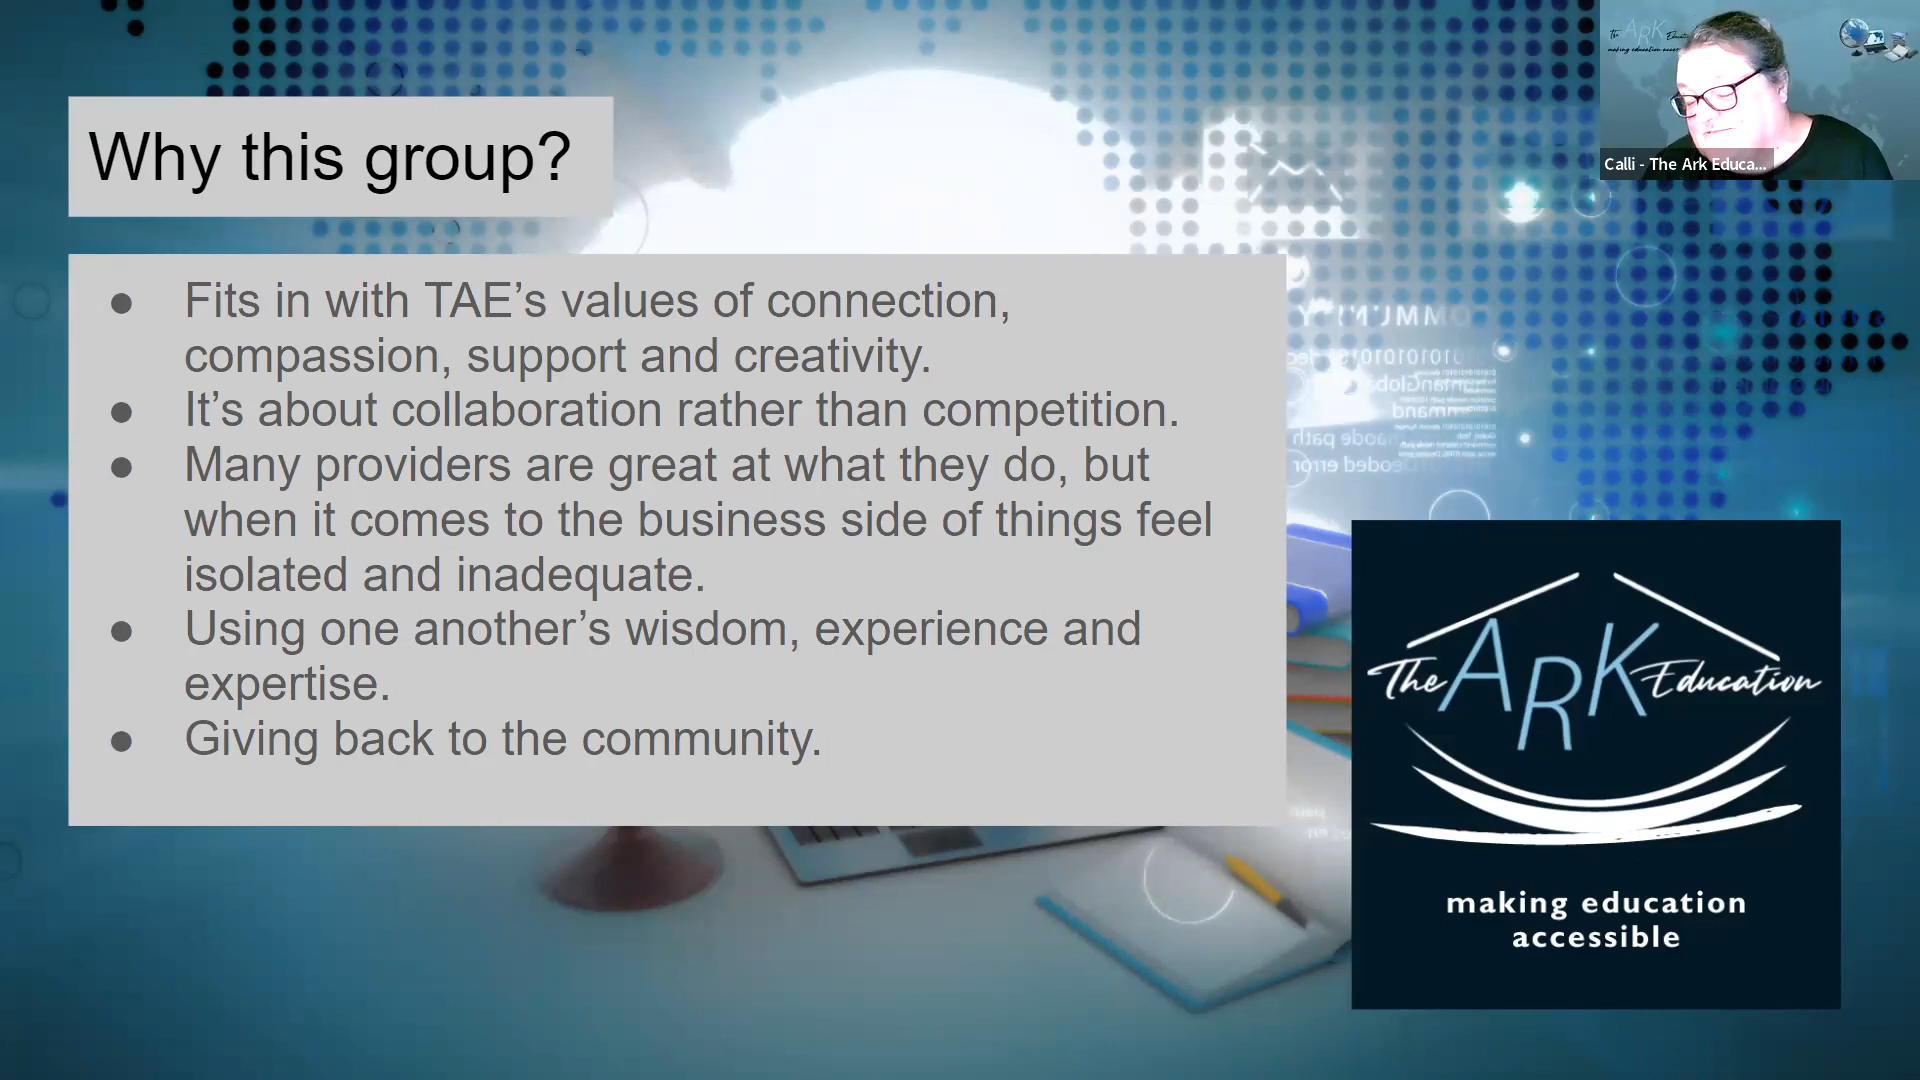 Why this group?
● Fits in with TAE’s values of connection,
compassion, support and creativity.
● It’s about collaboration rather than competition.
● Many providers are great at what they do, but
when it comes to the business side of things feel
isolated and inadequate.
● Using one another’s wisdom, experience and
expertise.
● Giving back to the community.
The ARK Education
making education
accessible
Calli - The Ark Educa...